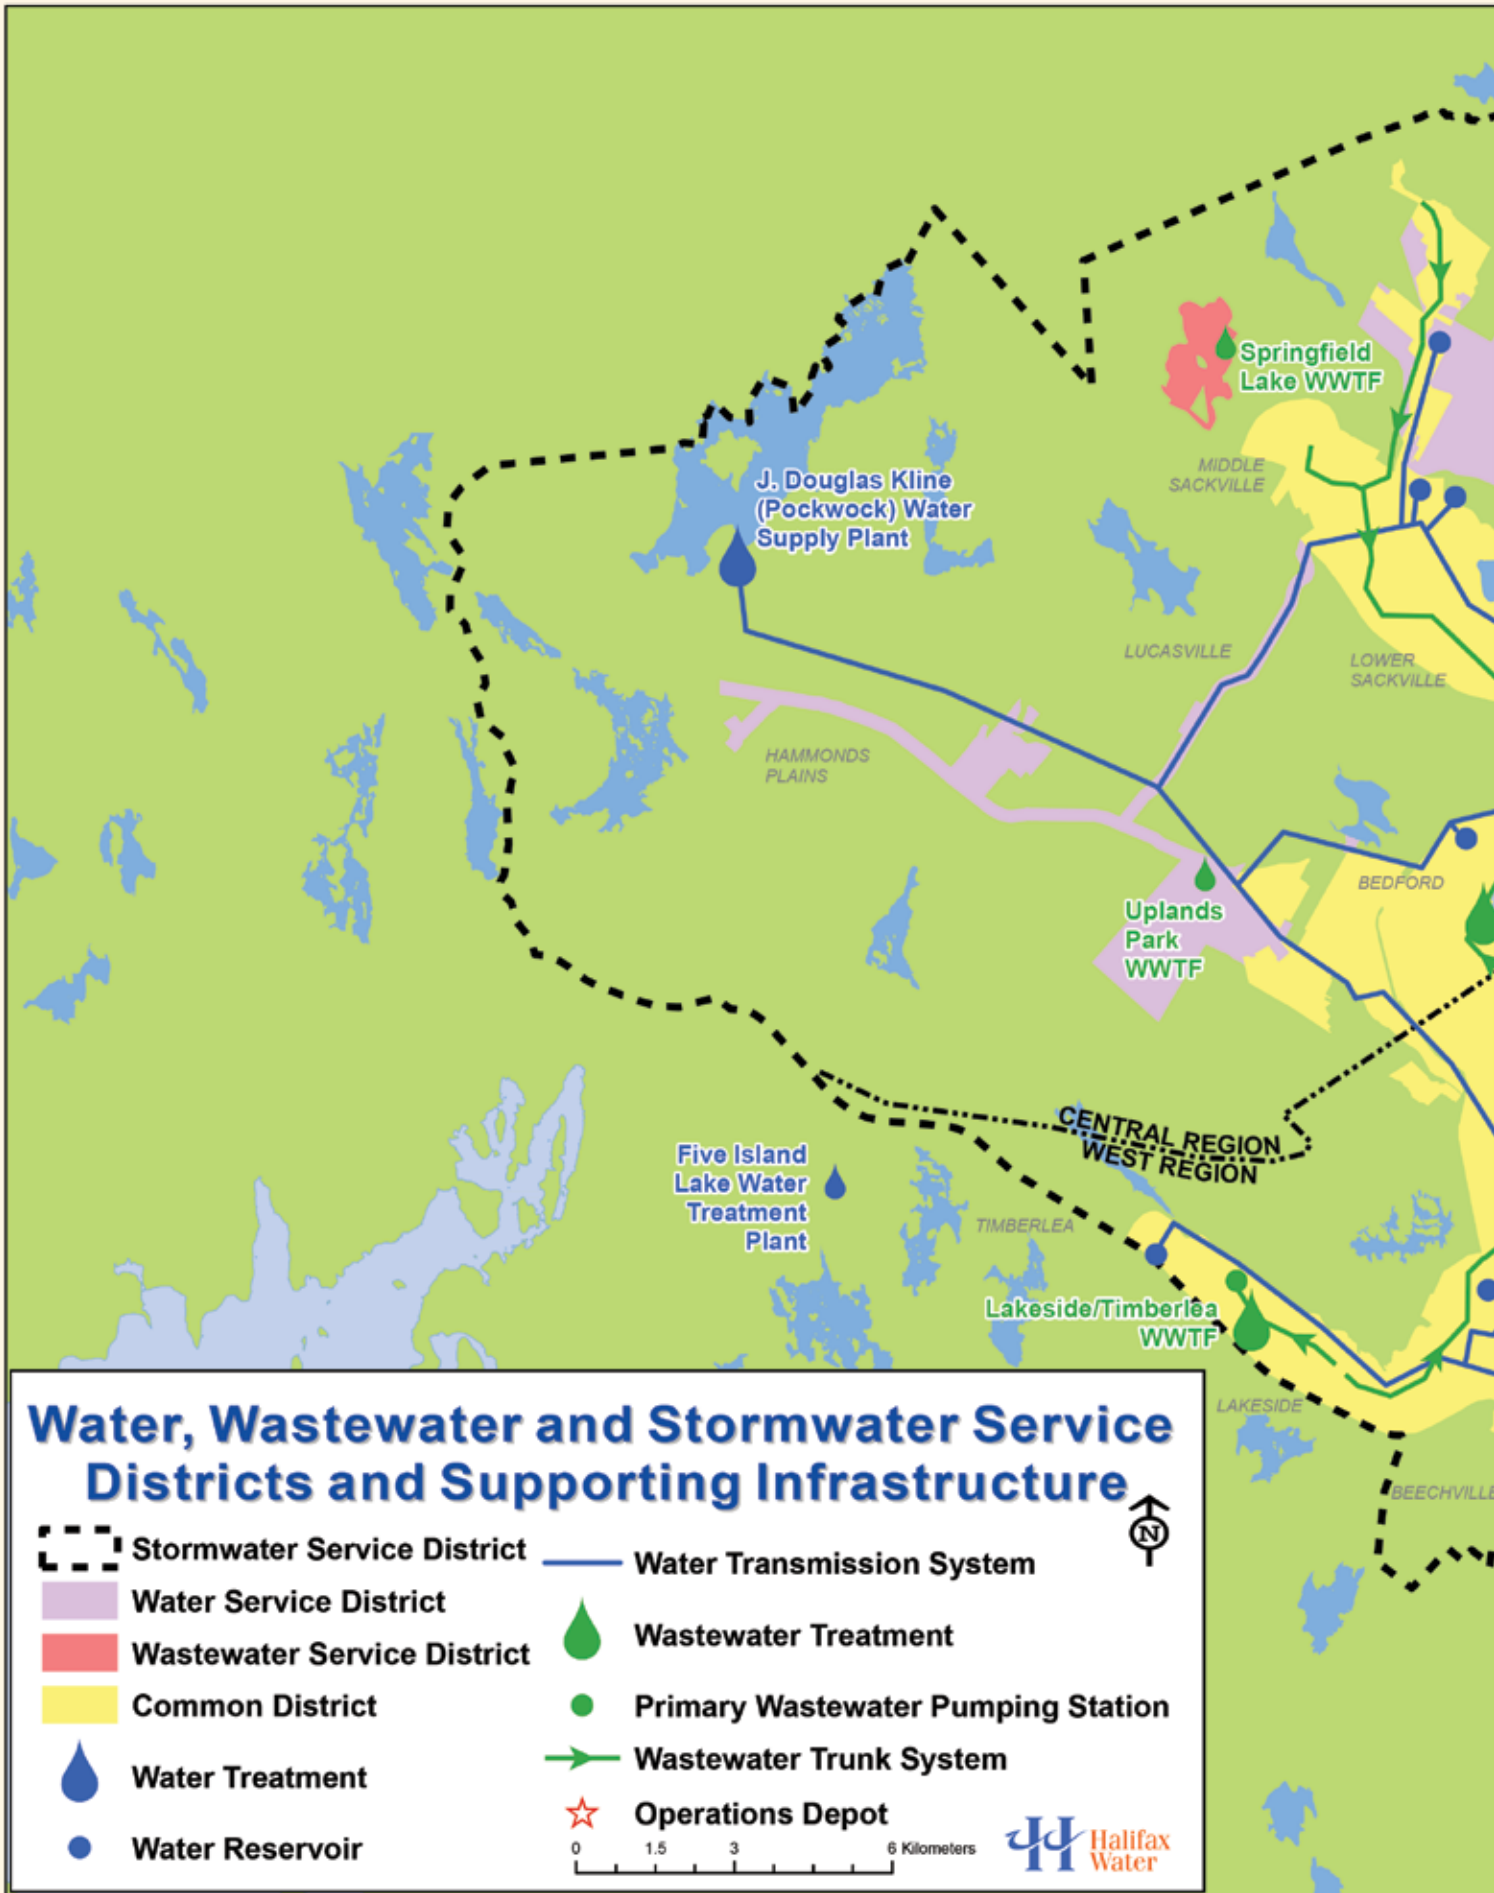 Springfield
Lake WWTF
MIDDLE
SACKVILLE
J. Douglas Kline
(Pockwock) Water
Supply Plant
LUCASVILLE
LOWER
SACKVILLE
HAMMONDS
PLAINS
BEDFORD
Uplands
Park
WWTF
CENTRAL REGION
WEST REGION
Five Island
Lake Water
Treatment
Plant
TIMBERLEA
Lakeside/Timberlea
WWTF
LAKESIDE
BEECHVILLE
Water, Wastewater and Stormwater Service
Districts and Supporting Infrastructure
N
Stormwater Service District
Water Service District
Wastewater Service District
Common District
Water Treatment
Water Reservoir
Water Transmission System
Wastewater Treatment
Primary Wastewater Pumping Station
Wastewater Trunk System
Operations Depot
0 1.5 3 6 Kilometers
Halifax
Water